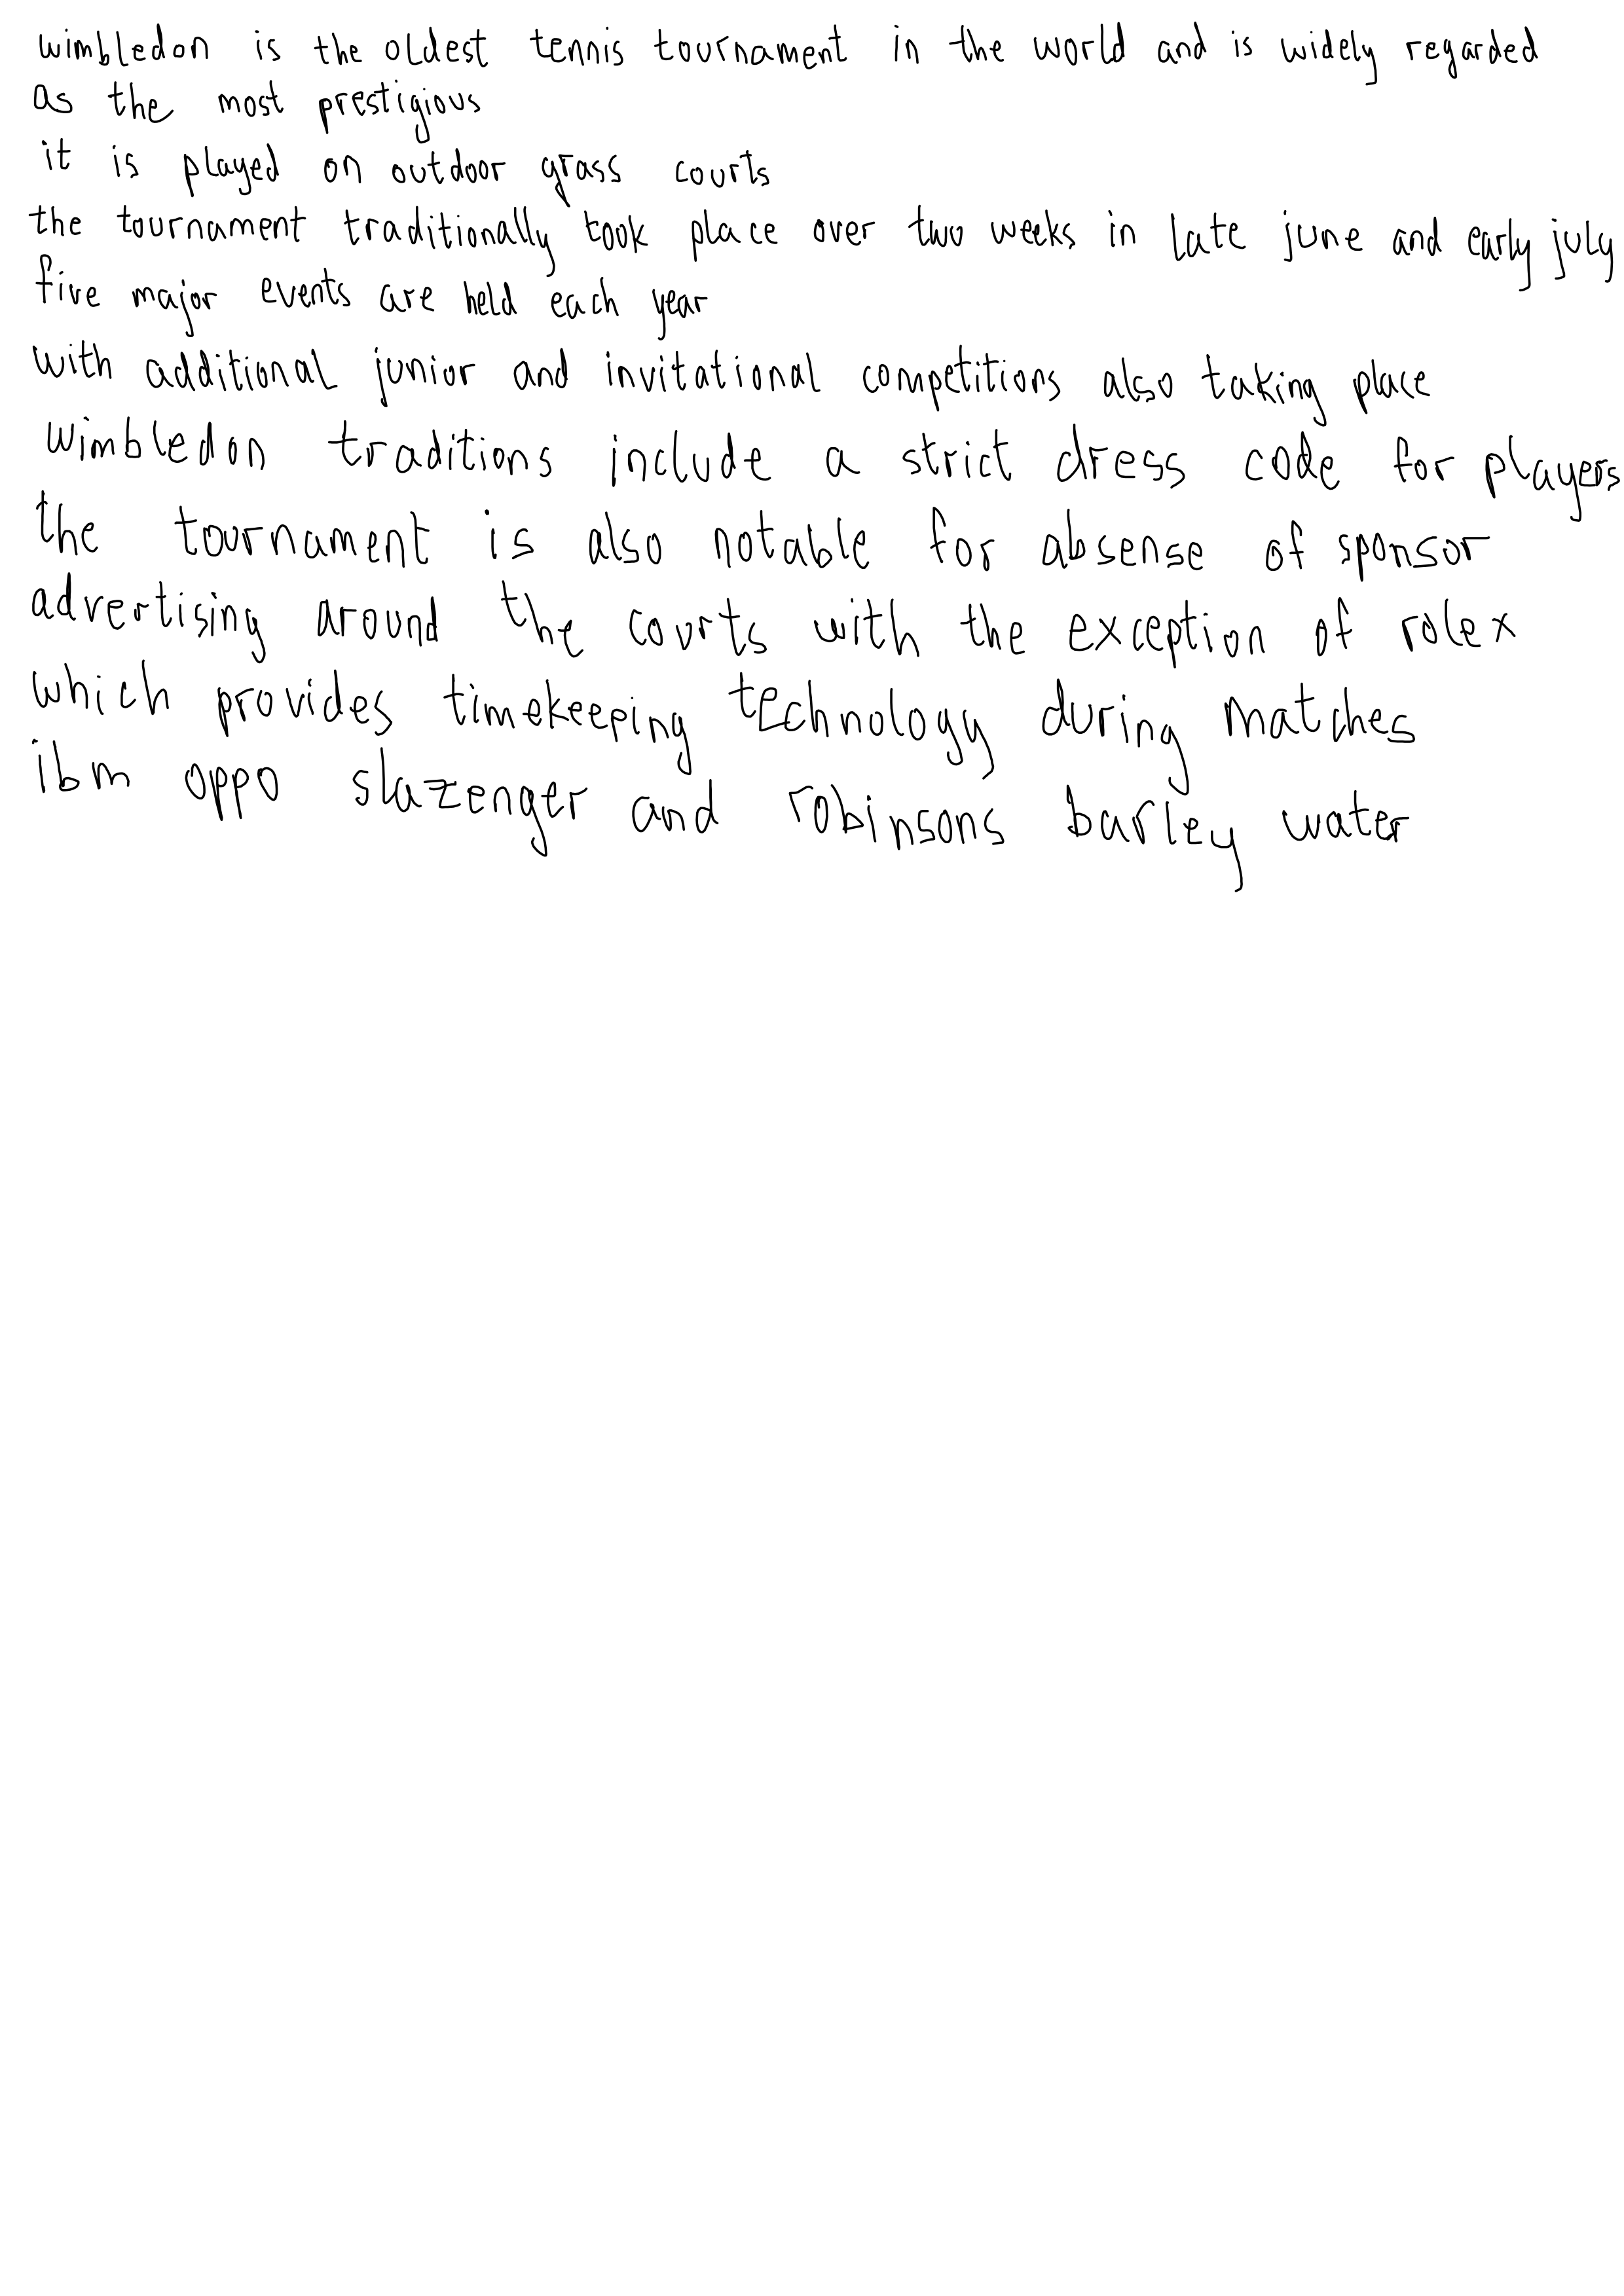 wimbledon is the oldest tennis tournament in the world and is widely regarded
as the most prestigious
it is played on outdoor grass courts
the tournament traditionally took place over two weeks in late june and early july
five major events are held each year
with additional junior and invitational competitions also taking place
wimbledon traditions include a strict dress code for players
the tournament is also notable for absense of sponsor
advertising around the courts with the exception of rolex
which provides timekeeping technology during matches
ibm oppo slazenger and robinsons barley water